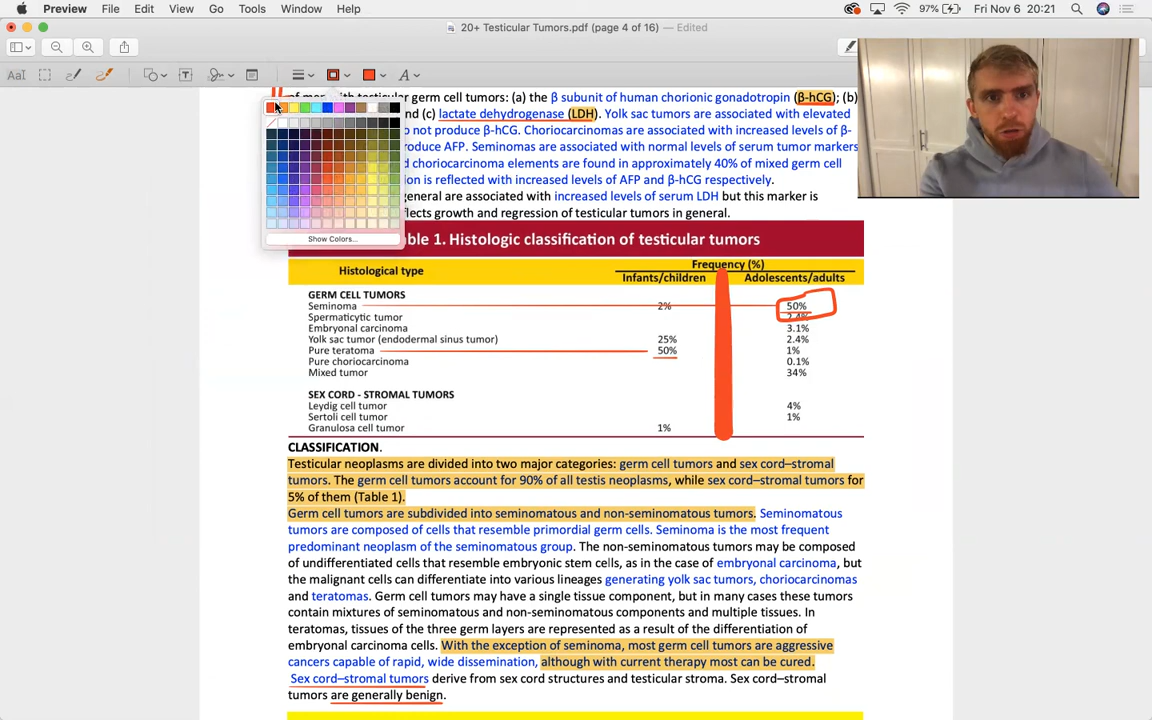 Preview File Edit View Go Tools Window Help 97% Fri Nov 6 20:21
20+ Testicular Tumors.pdf (page 4 of 16) — Edited
of men with testicular germ cell tumors: (a) the β subunit of human chorionic gonadotropin (β-hCG); (b)
and (c) lactate dehydrogenase (LDH). Yolk sac tumors are associated with elevated
o not produce β-hCG. Choriocarcinomas are associated with increased levels of β-
roduce AFP. Seminomas are associated with normal levels of serum tumor markers
d choriocarcinoma elements are found in approximately 40% of mixed germ cell
on is reflected with increased levels of AFP and β-hCG respectively.
general are associated with increased levels of serum LDH but this marker is
flects growth and regression of testicular tumors in general.
Show Colors...
ble 1. Histologic classification of testicular tumors
Histological type Frequency (%)
Infants/children Adolescents/adults
GERM CELL TUMORS
Seminoma 2% 50%
Spermaticytic tumor 2.4%
Embryonal carcinoma 3.1%
Yolk sac tumor (endodermal sinus tumor) 25% 2.4%
Pure teratoma 50% 1%
Pure choriocarcinoma 0.1%
Mixed tumor 34%
SEX CORD - STROMAL TUMORS
Leydig cell tumor 4%
Sertoli cell tumor 1%
Granulosa cell tumor 1%
CLASSIFICATION.
Testicular neoplasms are divided into two major categories: germ cell tumors and sex cord–stromal
tumors. The germ cell tumors account for 90% of all testis neoplasms, while sex cord–stromal tumors for
5% of them (Table 1).
Germ cell tumors are subdivided into seminomatous and non-seminomatous tumors. Seminomatous
tumors are composed of cells that resemble primordial germ cells. Seminoma is the most frequent
predominant neoplasm of the seminomatous group. The non-seminomatous tumors may be composed
of undifferentiated cells that resemble embryonic stem cells, as in the case of embryonal carcinoma, but
the malignant cells can differentiate into various lineages generating yolk sac tumors, choriocarcinomas
and teratomas. Germ cell tumors may have a single tissue component, but in many cases these tumors
contain mixtures of seminomatous and non-seminomatous components and multiple tissues. In
teratomas, tissues of the three germ layers are represented as a result of the differentiation of
embryonal carcinoma cells. With the exception of seminoma, most germ cell tumors are aggressive
cancers capable of rapid, wide dissemination, although with current therapy most can be cured.
Sex cord–stromal tumors derive from sex cord structures and testicular stroma. Sex cord–stromal
tumors are generally benign.